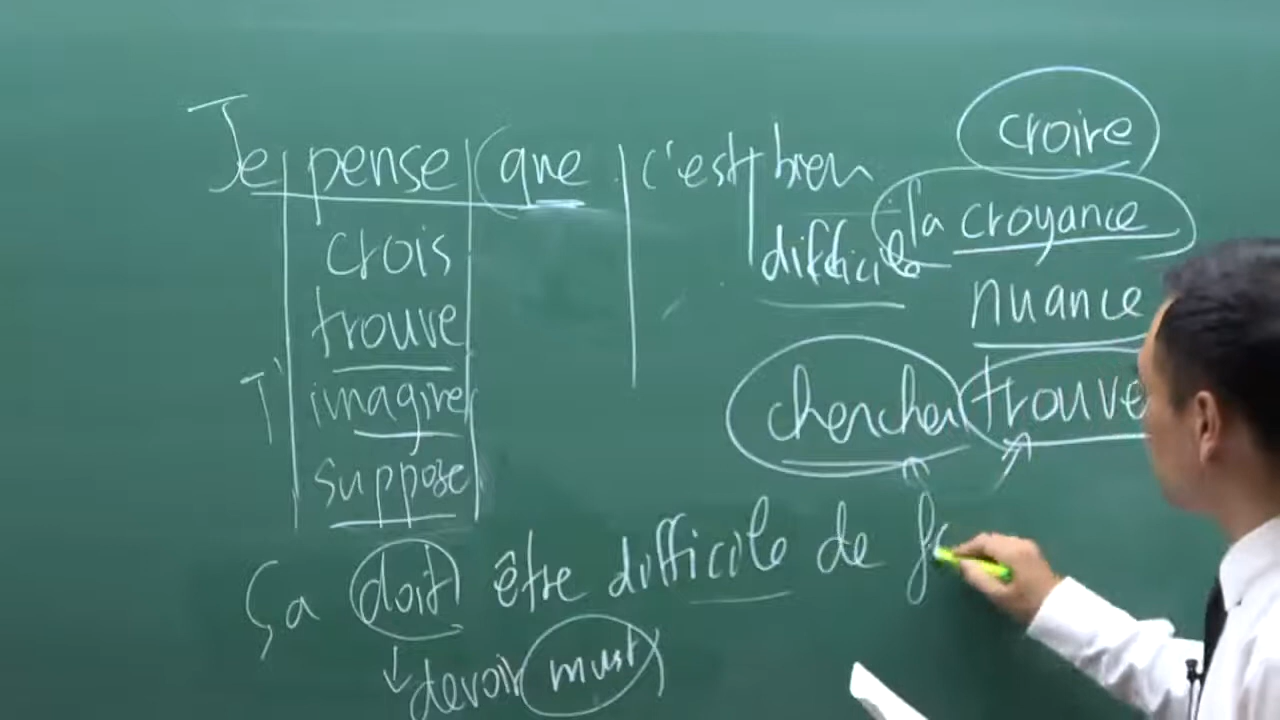 Je pense que c'est bien
croire
crois
difficile
la croyance
trouve
nuance
J' imagine
chercher trouve
suppose
Ça doit être difficile de
devoir must